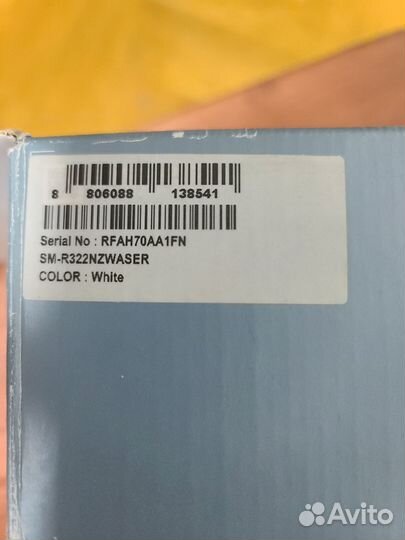 8 806088 138541
Serial No : RFAH70AA1FN
SM-R322NZWASER
COLOR : White
Avito